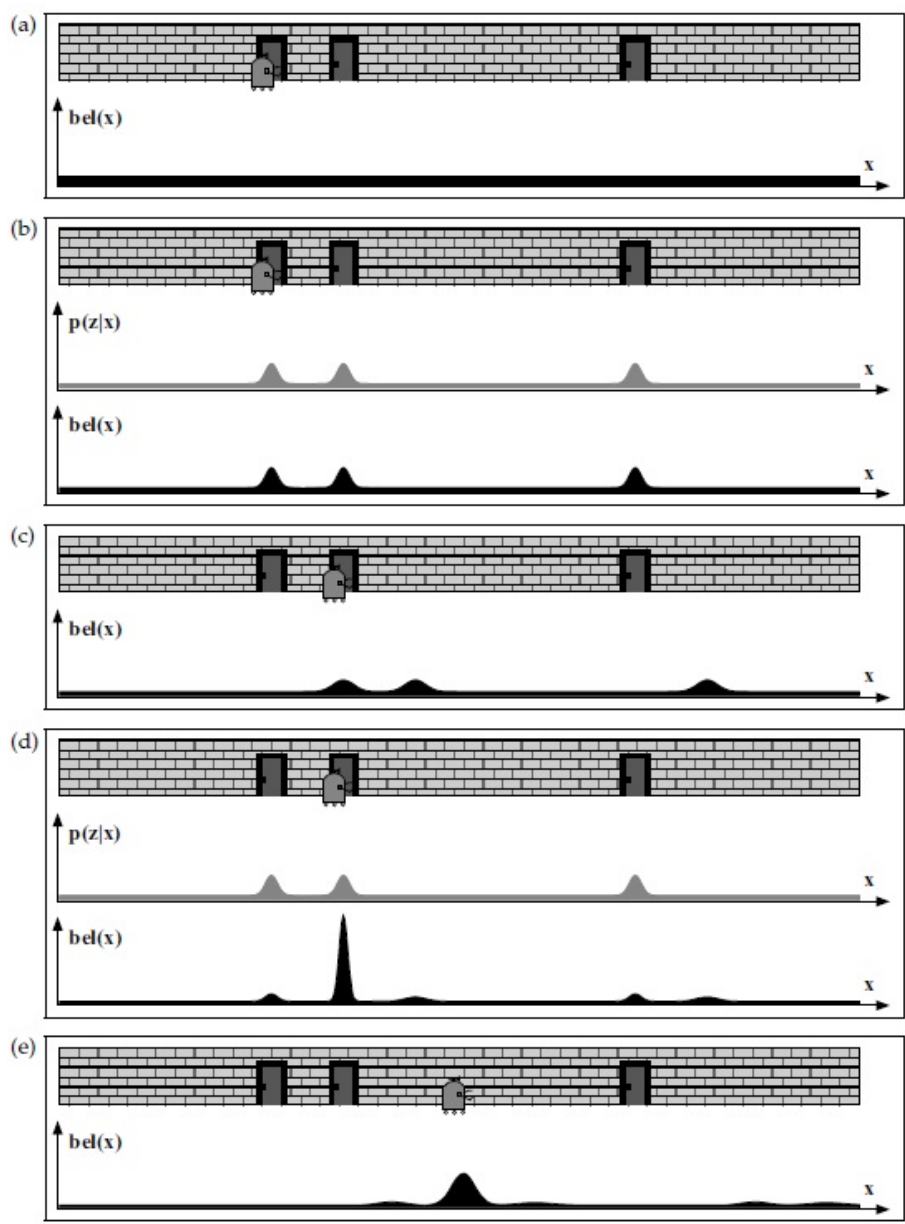 (a)
bel(x)
x
(b)
p(z|x)
x
bel(x)
x
(c)
bel(x)
x
(d)
p(z|x)
x
bel(x)
x
(e)
bel(x)
x